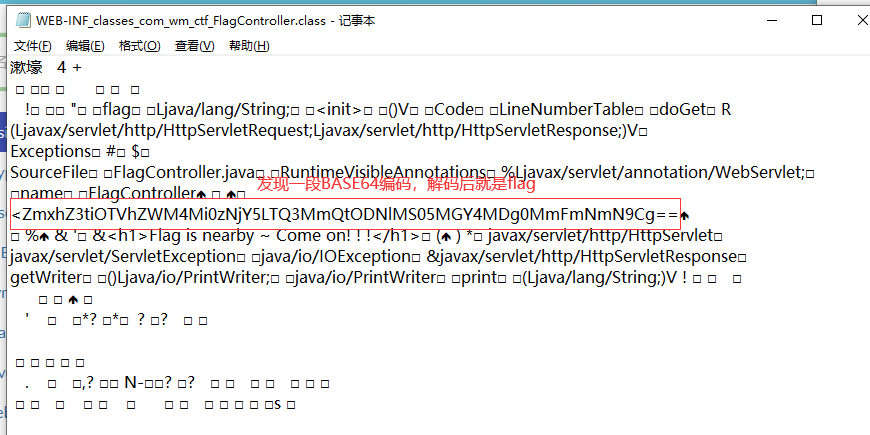 WEB-INF_classes_com_wm_ctf_FlagController.class - 记事本
文件(F) 编辑(E) 格式(O) 查看(V) 帮助(H)
漱壕 4 +
!□ □□ "□ □flag□ □Ljava/lang/String;□ □<init>□ □()V□ □Code□ □LineNumberTable□ □doGet□ R
(Ljavax/servlet/http/HttpServletRequest;Ljavax/servlet/http/HttpServletResponse;)V□
Exceptions□ #□ $□
SourceFile□ □FlagController.java□ □RuntimeVisibleAnnotations□ %Ljavax/servlet/annotation/WebServlet;□
□name□ □FlagController
发现一段BASE64编码，解码后就是flag
<ZmxhZ3tiOTVhZWM4Mi0zNjY5LTQ3MmQtODNlMS05MGY4MDg0MmFmNmN9Cg==
□ %♠ & '□ &<h1>Flag is nearby ~ Come on! ! !</h1>□ (♠ ) *□ javax/servlet/http/HttpServlet□
javax/servlet/ServletException□ □java/io/IOException□ &javax/servlet/http/HttpServletResponse□
getWriter□ □()Ljava/io/PrintWriter;□ □java/io/PrintWriter□ □print□ □(Ljava/lang/String;)V ! □ □ □
' □ □*? □*□ ? □? □ □
. □ □,? □□ N-□□? □? □ □ □ □ □ □ □
□ □ □ □ □ □ □ □ □ □ □ □ □s □